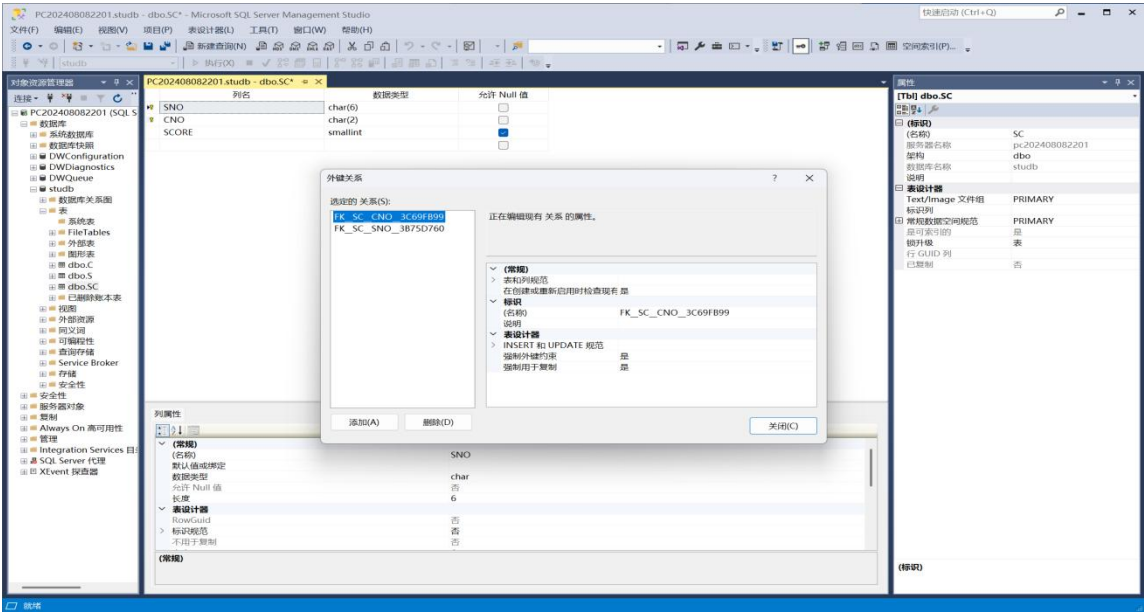 PC202408082201.studb - dbo.SC* - Microsoft SQL Server Management Studio
快速启动 (Ctrl+Q)
文件(F) 编辑(E) 视图(V) 项目(P) 表设计器(L) 工具(T) 窗口(W) 帮助(H)
新建查询(N)
空间索引(P)...
studb
执行(X)
对象资源管理器
连接
PC202408082201 (SQL S
数据库
系统数据库
数据库快照
DWConfiguration
DWDiagnostics
DWQueue
studb
数据库关系图
表
系统表
FileTables
外部表
图形表
dbo.C
dbo.S
dbo.SC
已删除账本表
视图
外部资源
同义词
可编程性
查询存储
Service Broker
存储
安全性
安全性
服务器对象
复制
Always On 高可用性
管理
Integration Services 目
SQL Server 代理
XEvent 探查器
PC202408082201.studb - dbo.SC*
列名 数据类型 允许 Null 值
SNO char(6)
CNO char(2)
SCORE smallint
外键关系
选定的 关系(S):
FK_SC_CNO_3C69FB99
FK_SC_SNO_3B75D760
正在编辑现有 关系 的属性。
(常规)
表和列规范
在创建或重新启用时检查现有 是
标识
(名称) FK_SC_CNO_3C69FB99
说明
表设计器
INSERT 和 UPDATE 规范
强制外键约束 是
强制用于复制 是
添加(A) 删除(D) 关闭(C)
列属性
(常规)
(名称) SNO
默认值或绑定
数据类型 char
允许 Null 值 否
长度 6
表设计器
RowGuid 否
标识规范 否
不用于复制 否
(常规)
属性
[Tbl] dbo.SC
(标识)
(名称) SC
服务器名称 pc202408082201
架构 dbo
数据库名称 studb
说明
表设计器
Text/Image 文件组 PRIMARY
标识列
常规数据空间规范 PRIMARY
是可索引的 是
锁升级 表
行 GUID 列
已复制 否
(标识)
就绪